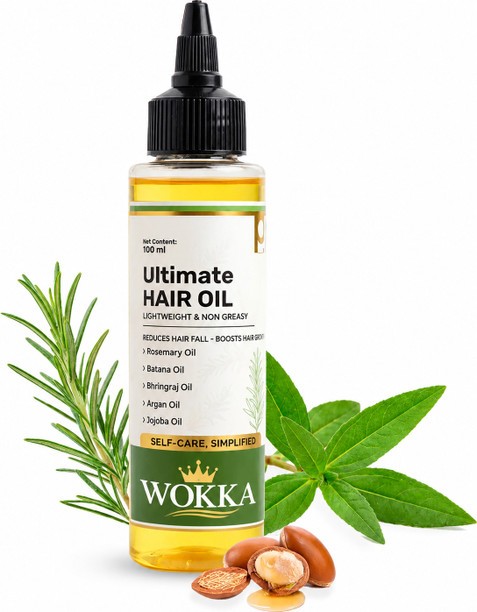 Net Content:
100 ml
Ultimate
HAIR OIL
LIGHTWEIGHT & NON GREASY
REDUCES HAIR FALL - BOOSTS HAIR
› Rosemary Oil
› Batana Oil
› Bhringraj Oil
› Argan Oil
› Jojoba Oil
SELF-CARE, SIMPLIFIED
WOKKA